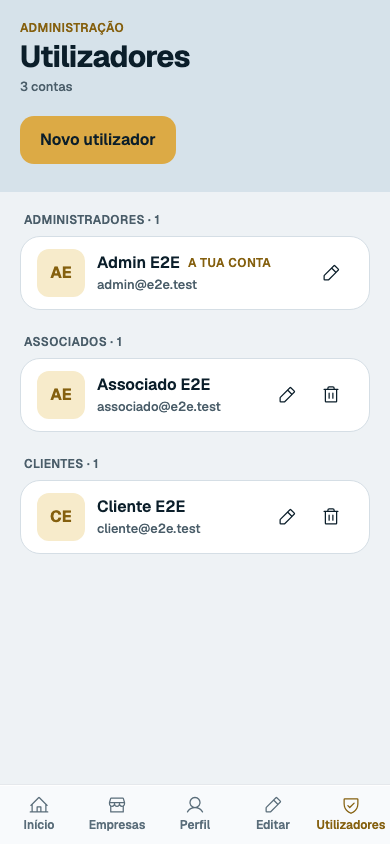 ADMINISTRAÇÃO
Utilizadores
3 contas
Novo utilizador
ADMINISTRADORES · 1
AE
Admin E2E A TUA CONTA
admin@e2e.test
ASSOCIADOS · 1
AE
Associado E2E
associado@e2e.test
CLIENTES · 1
CE
Cliente E2E
cliente@e2e.test
Início Empresas Perfil Editar Utilizadores